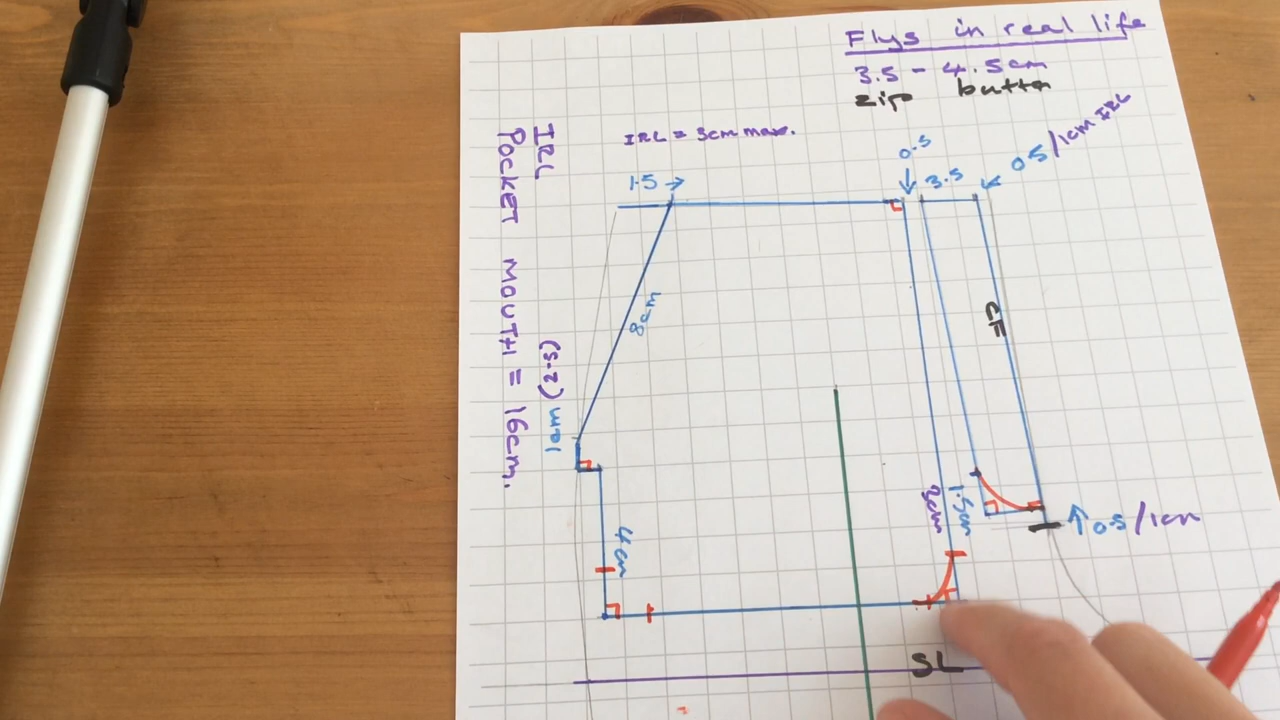 Flys in real life
3.5 - 4.5cm
zip button
IRL = 3cm max.
0.5
0.5/1cm IRL
1.5 →
3.5
IRL
POCKET MOUTH = 16cm.
1cm (2.5)
8cm
CF
4cm
3cm
1.5cm
↑ 0.5/1cm
SL